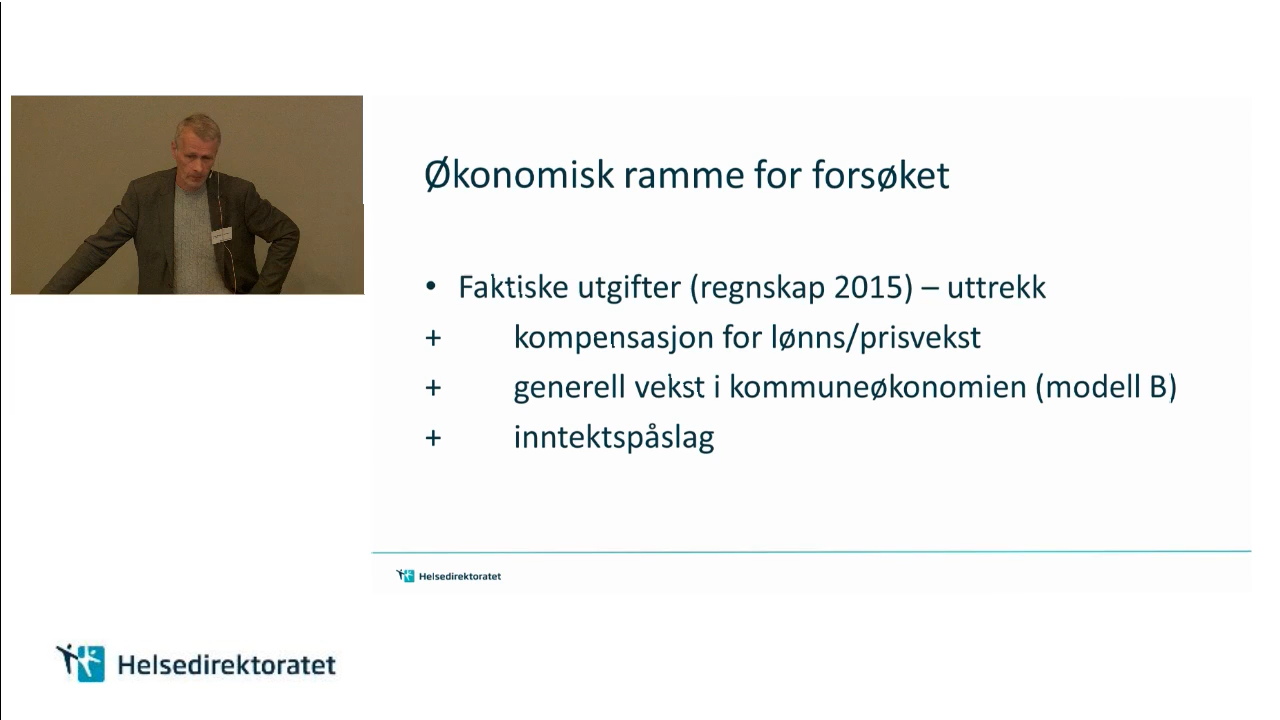 Økonomisk ramme for forsøket
• Faktiske utgifter (regnskap 2015) – uttrekk
+ kompensasjon for lønns/prisvekst
+ generell vekst i kommuneøkonomien (modell B)
+ inntektspåslag
Helsedirektoratet
Helsedirektoratet